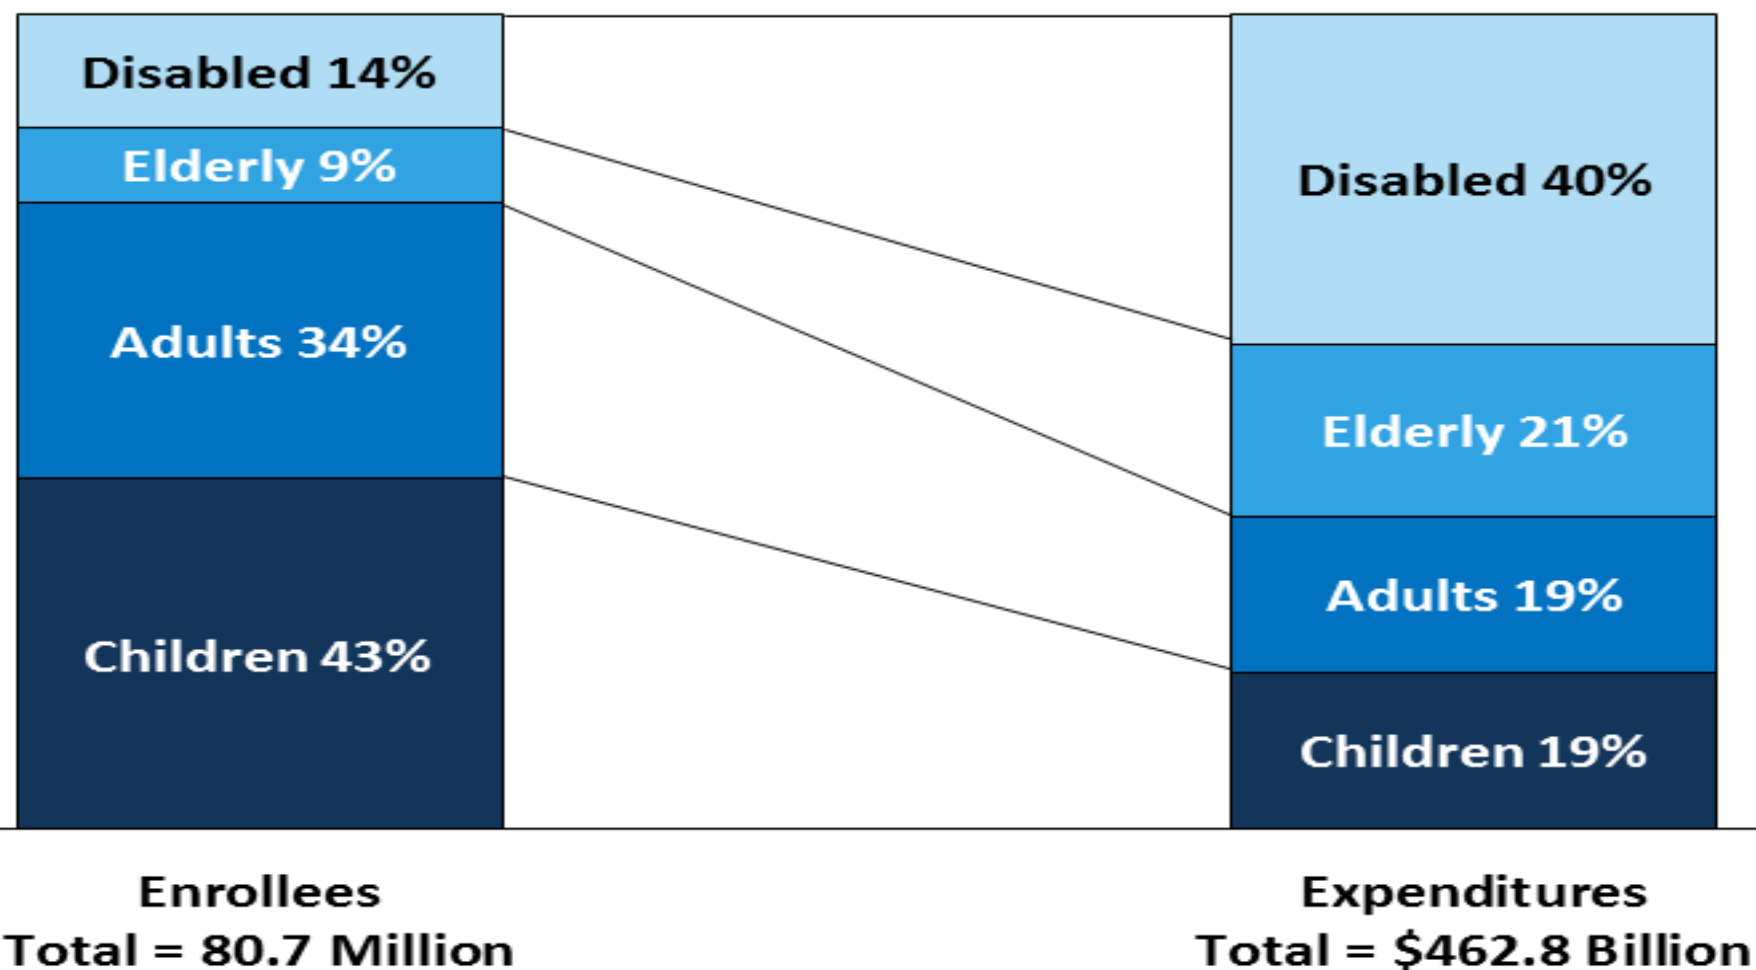 Disabled 14%
Elderly 9%
Adults 34%
Children 43%
Enrollees
Total = 80.7 Million
Disabled 40%
Elderly 21%
Adults 19%
Children 19%
Expenditures
Total = $462.8 Billion